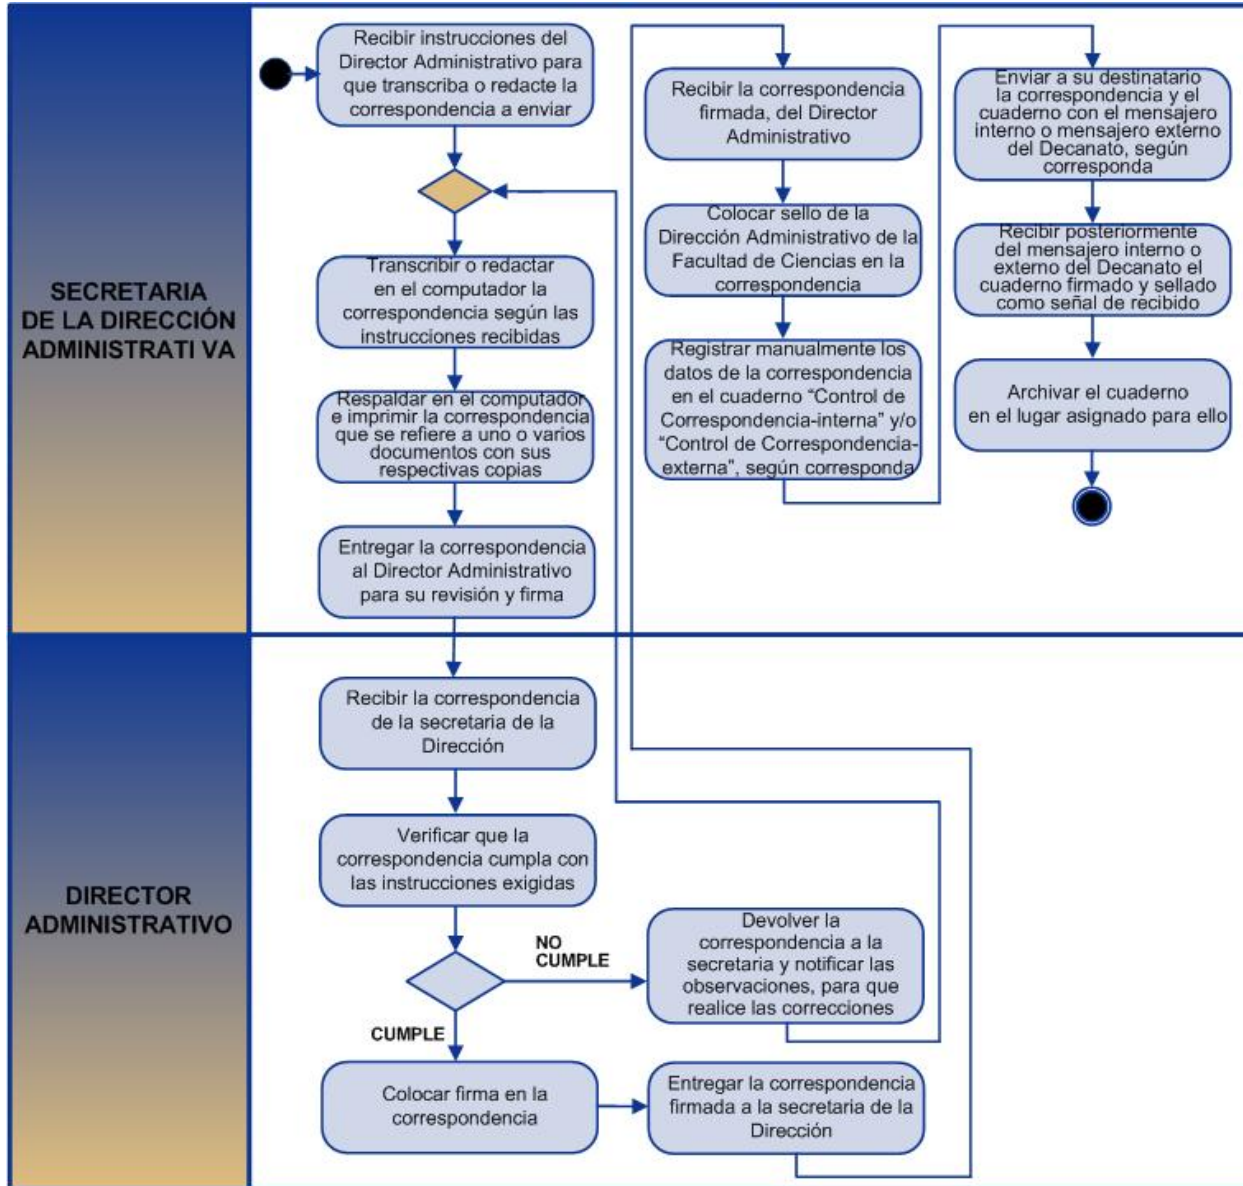 SECRETARIA
DE LA DIRECCIÓN
ADMINISTRATI VA
Recibir instrucciones del
Director Administrativo para
que transcriba o redacte la
correspondencia a enviar
Transcribir o redactar
en el computador la
correspondencia según las
instrucciones recibidas
Respaldar en el computador
e imprimir la correspondencia
que se refiere a uno o varios
documentos con sus
respectivas copias
Entregar la correspondencia
al Director Administrativo
para su revisión y firma
Recibir la correspondencia
firmada, del Director
Administrativo
Colocar sello de la
Dirección Administrativo de la
Facultad de Ciencias en la
correspondencia
Registrar manualmente los
datos de la correspondencia
en el cuaderno “Control de
Correspondencia-interna” y/o
“Control de Correspondencia-
externa”, según corresponda
Enviar a su destinatario
la correspondencia y el
cuaderno con el mensajero
interno o mensajero externo
del Decanato, según
corresponda
Recibir posteriormente
del mensajero interno o
externo del Decanato el
cuaderno firmado y sellado
como señal de recibido
Archivar el cuaderno
en el lugar asignado para ello
DIRECTOR
ADMINISTRATIVO
Recibir la correspondencia
de la secretaria de la
Dirección
Verificar que la
correspondencia cumpla con
las instrucciones exigidas
NO
CUMPLE
Devolver la
correspondencia a la
secretaria y notificar las
observaciones, para que
realice las correcciones
CUMPLE
Colocar firma en la
correspondencia
Entregar la correspondencia
firmada a la secretaria de la
Dirección